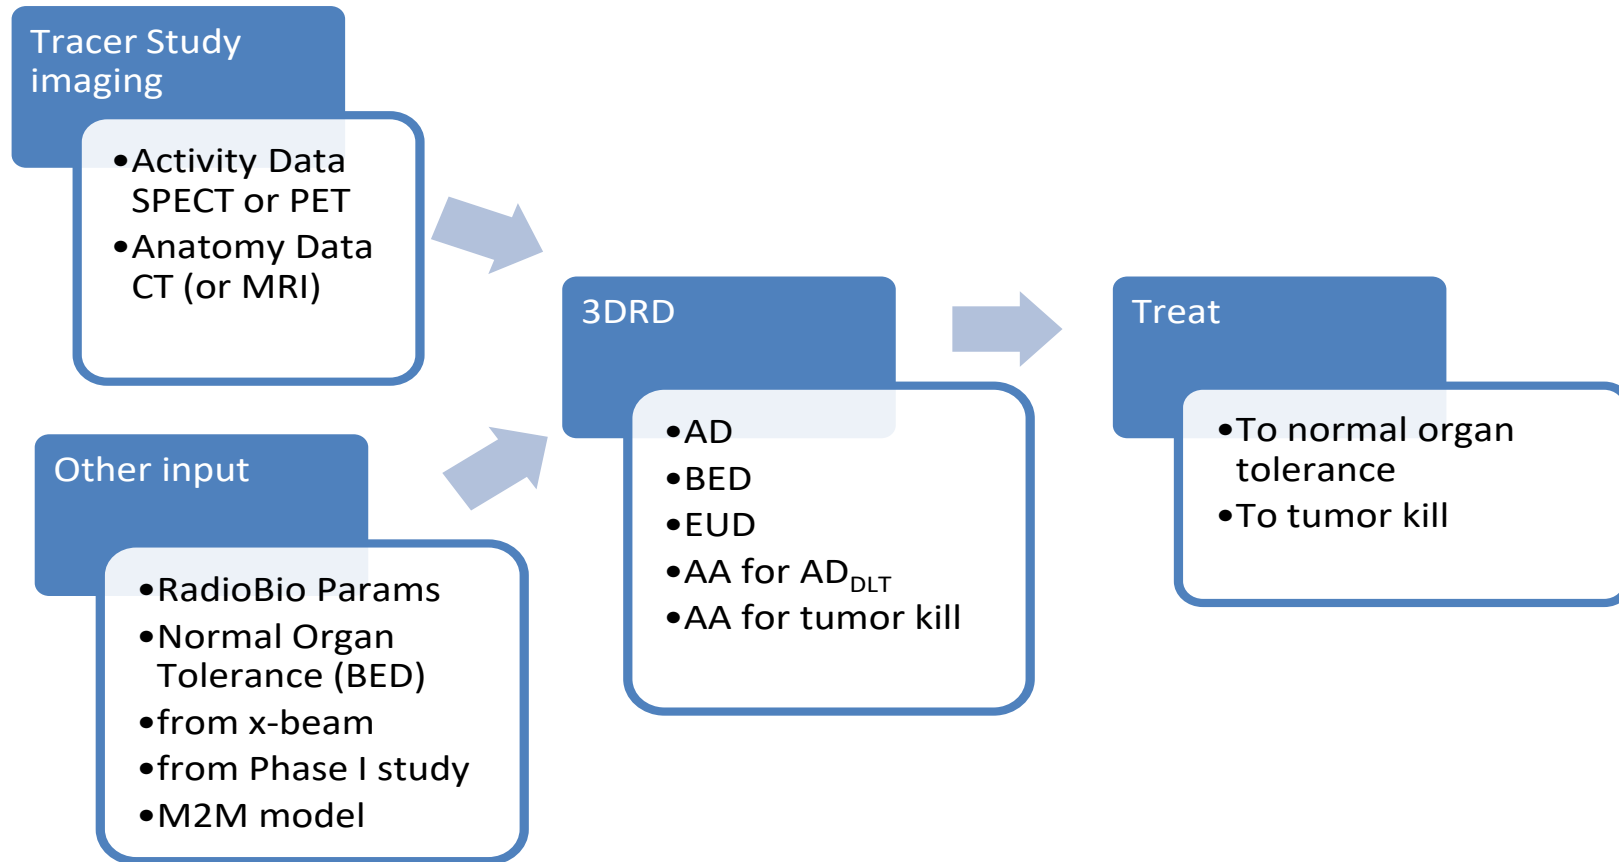 Tracer Study
imaging
•Activity Data
SPECT or PET
•Anatomy Data
CT (or MRI)
Other input
•RadioBio Params
•Normal Organ
Tolerance (BED)
•from x-beam
•from Phase I study
•M2M model
3DRD
•AD
•BED
•EUD
•AA for AD_DLT
•AA for tumor kill
Treat
•To normal organ
tolerance
•To tumor kill